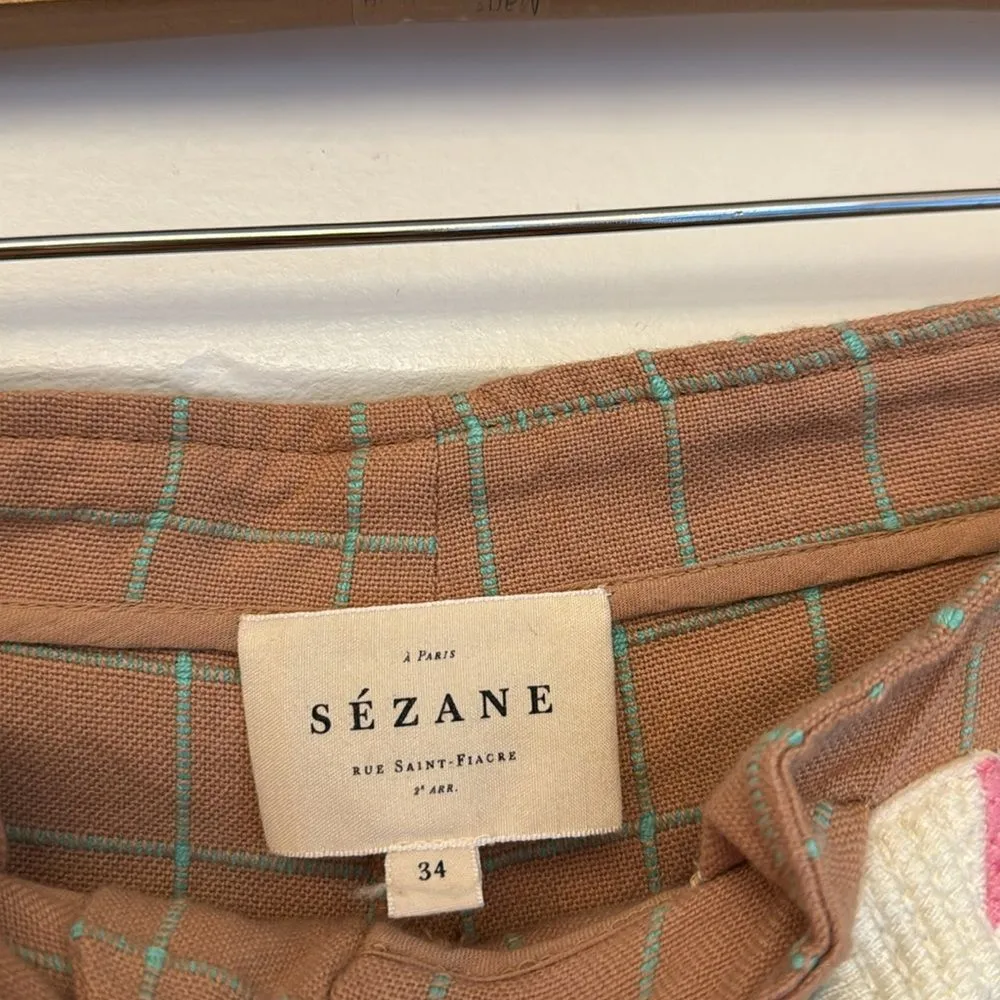 À PARIS
SÉZANE
RUE SAINT-FIACRE
2E ARR.
34